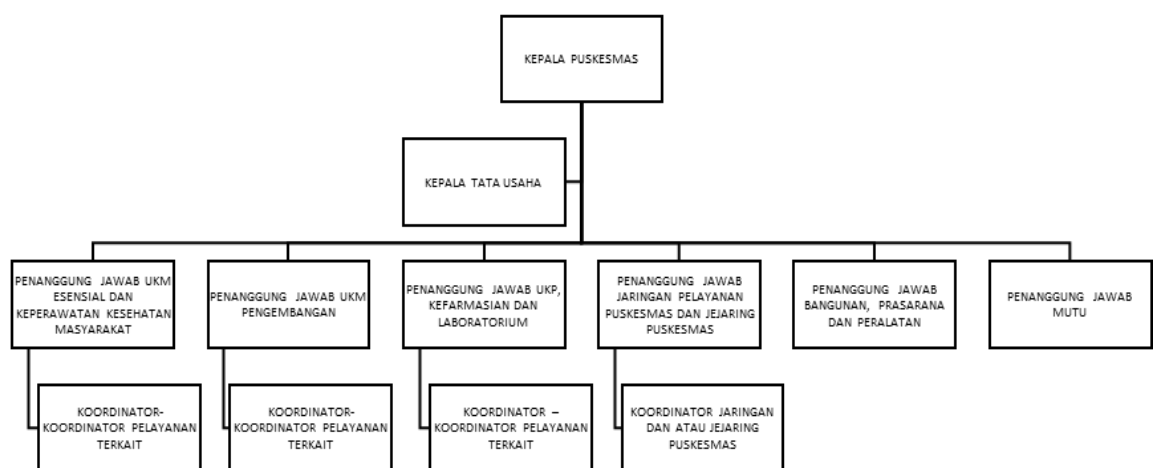 KEPALA PUSKESMAS
KEPALA TATA USAHA
PENANGGUNG JAWAB UKM
ESENSIAL DAN
KEPERAWATAN KESEHATAN
MASYARAKAT
PENANGGUNG JAWAB UKM
PENGEMBANGAN
PENANGGUNG JAWAB UKP,
KEFARMASIAN DAN
LABORATORIUM
PENANGGUNG JAWAB
JARINGAN PELAYANAN
PUSKESMAS DAN JEJARING
PUSKESMAS
PENANGGUNG JAWAB
BANGUNAN, PRASARANA
DAN PERALATAN
PENANGGUNG JAWAB
MUTU
KOORDINATOR-
KOORDINATOR PELAYANAN
TERKAIT
KOORDINATOR-
KOORDINATOR PELAYANAN
TERKAIT
KOORDINATOR –
KOORDINATOR PELAYANAN
TERKAIT
KOORDINATOR JARINGAN
DAN ATAU JEJARING
PUSKESMAS